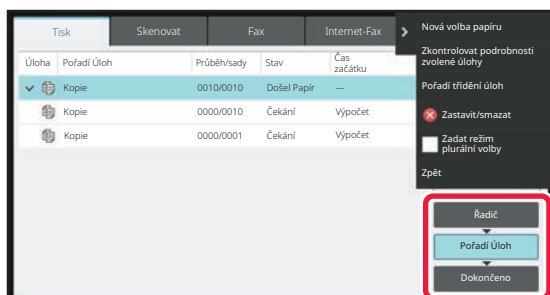 Tisk
Skenovat
Fax
Internet-Fax
Úloha
Pořadí Úloh
Průběh/sady
Stav
Čas
začátku
Kopie
0010/0010
Došel Papír
---
Kopie
0000/0010
Čekání
Výpočet
Kopie
0000/0001
Čekání
Výpočet
Nová volba papíru
Zkontrolovat podrobnosti
zvolené úlohy
Pořadí třídění úloh
Zastavit/smazat
Zadat režim
plurální volby
Zpět
Řadič
Pořadí Úloh
Dokončeno